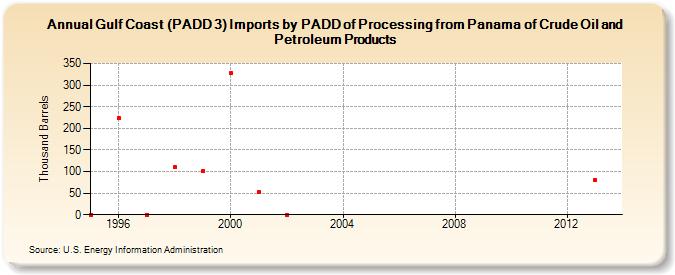 Annual Gulf Coast (PADD 3) Imports by PADD of Processing from Panama of Crude Oil and
Petroleum Products
Thousand Barrels
350
300
250
200
150
100
50
0
1996 2000 2004 2008 2012
Source: U.S. Energy Information Administration